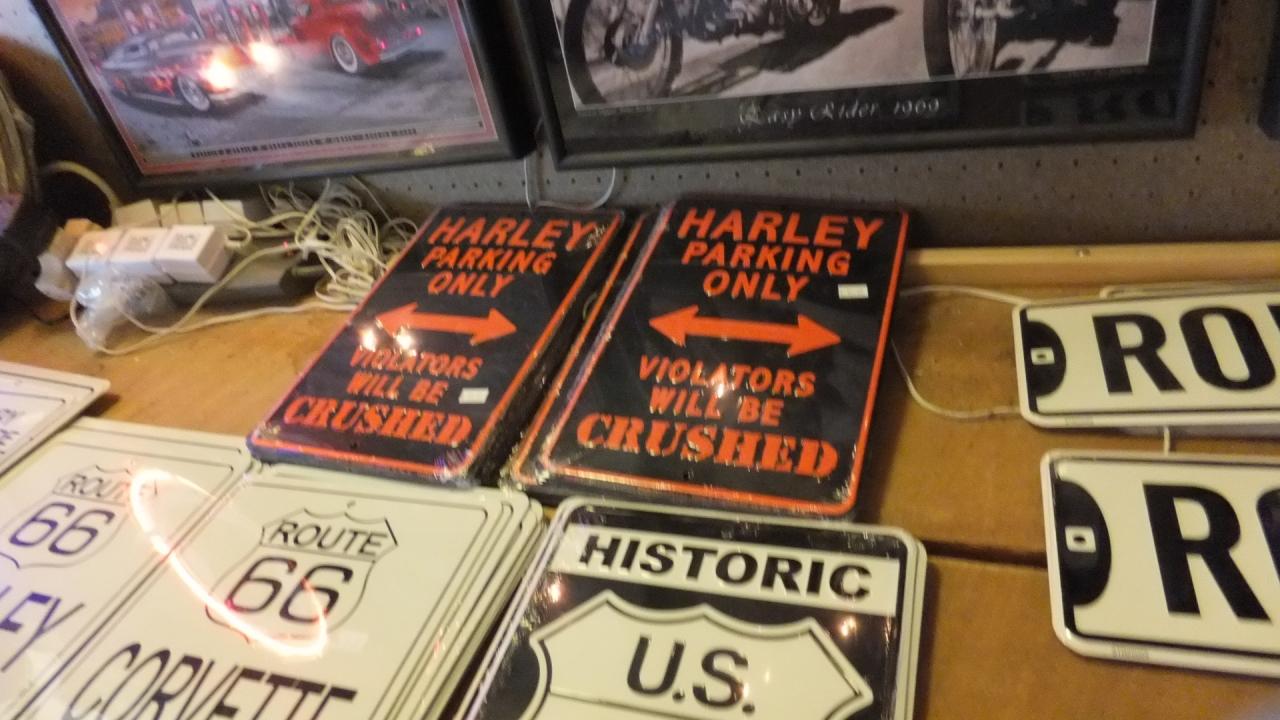 Easy Rider 1969
HARLEY
PARKING
ONLY
VIOLATORS
WILL BE
CRUSHED
HARLEY
PARKING
ONLY
VIOLATORS
WILL BE
CRUSHED
RO
R
ROUTE
66
ROUTE
66
CORVETTE
HISTORIC
U.S.